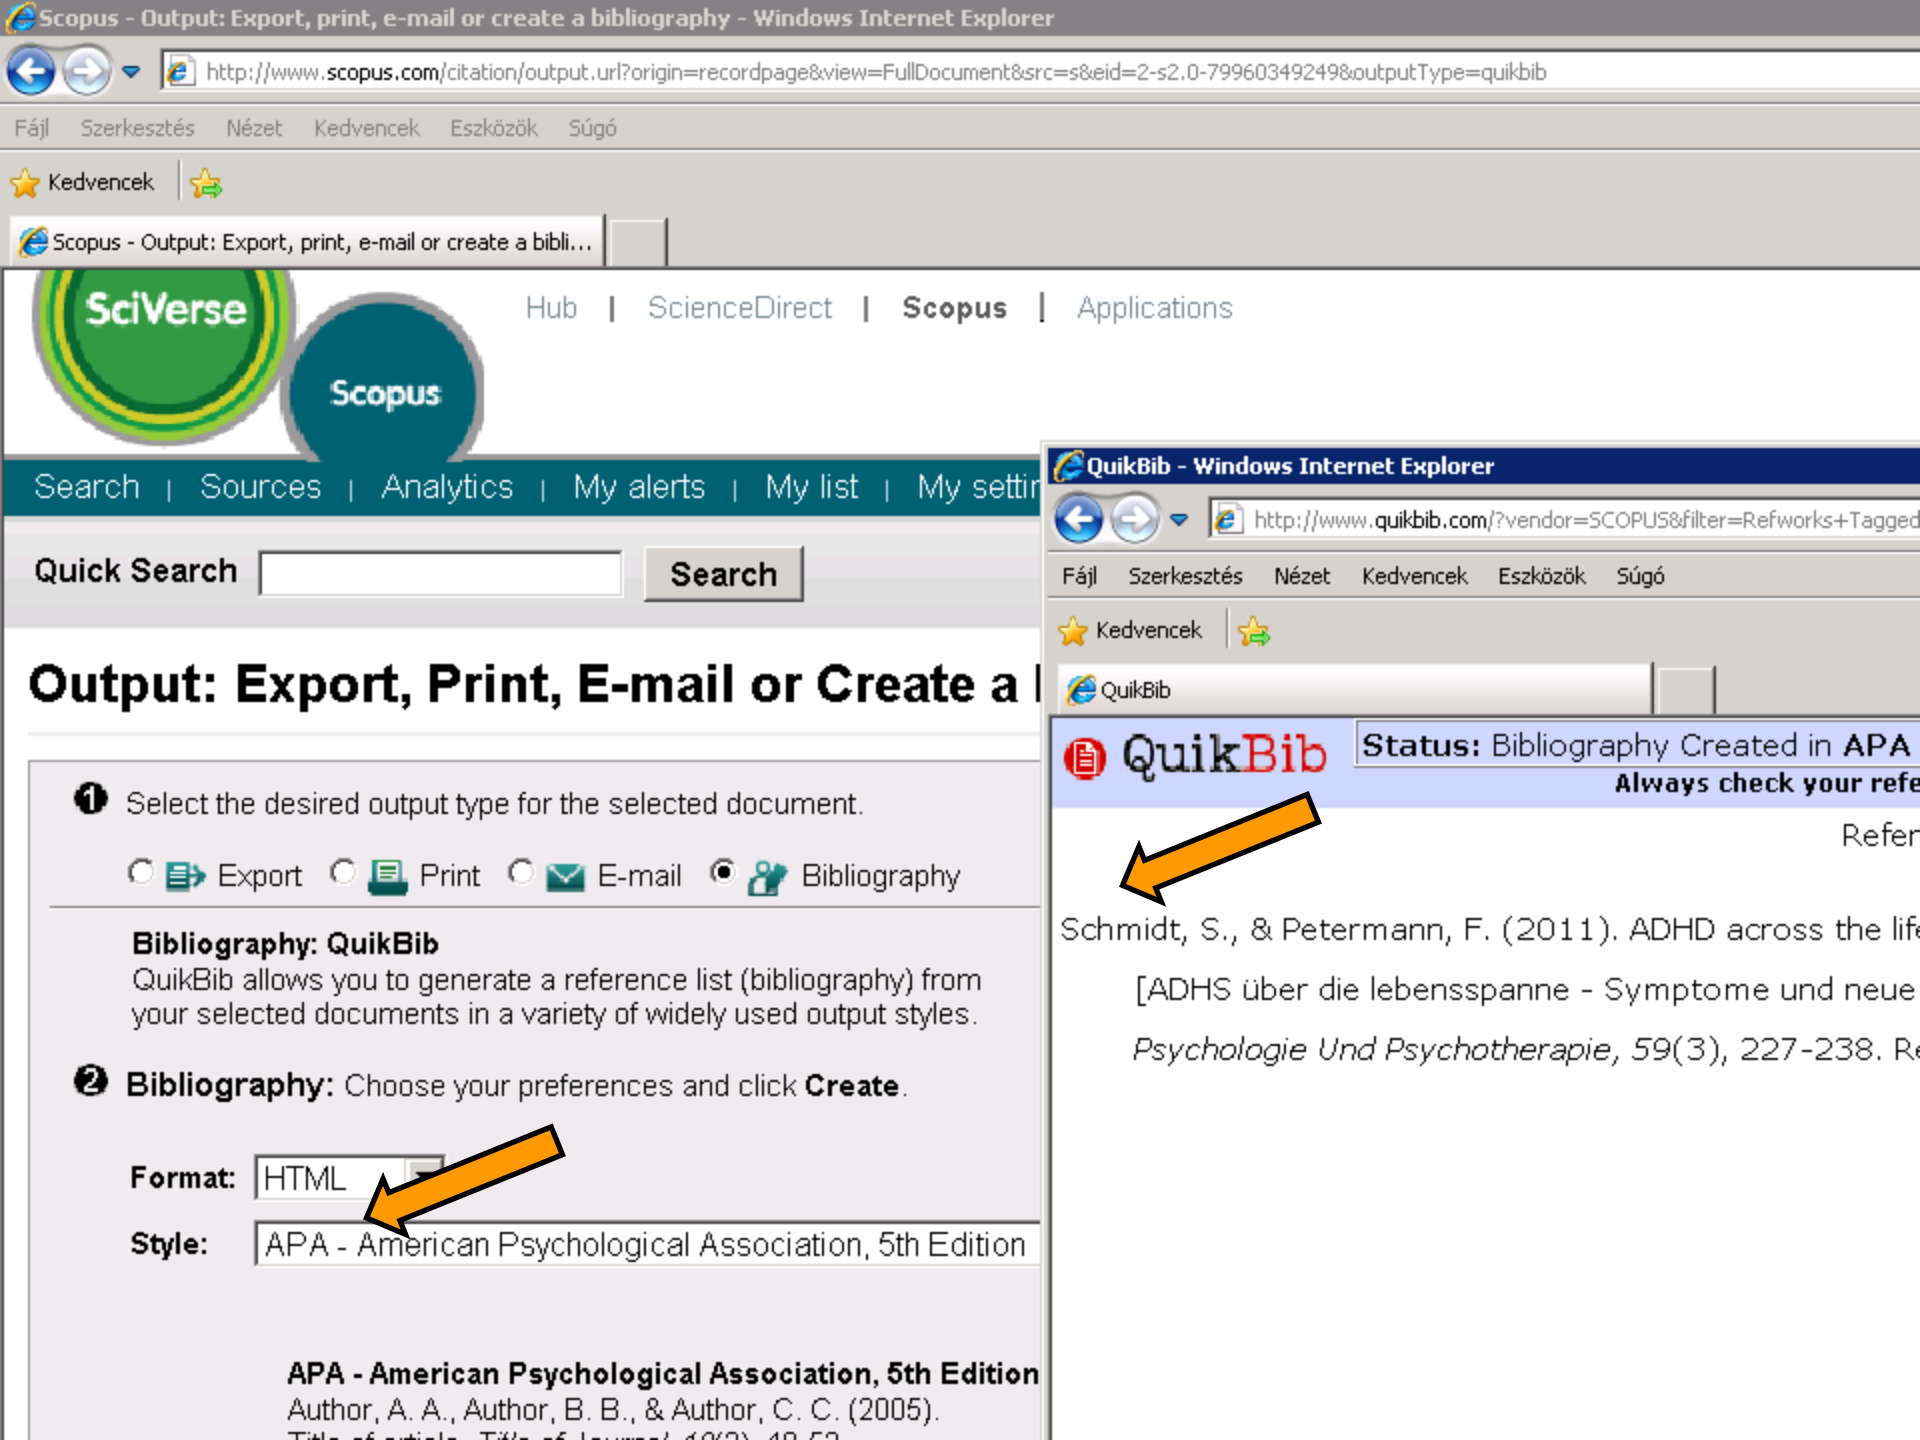 Scopus - Output: Export, print, e-mail or create a bibliography - Windows Internet Explorer
http://www.scopus.com/citation/output.url?origin=recordpage&view=FullDocument&src=s&eid=2-s2.0-79960349249&outputType=quikbib
Fájl Szerkesztés Nézet Kedvencek Eszközök Súgó
Kedvencek
Scopus - Output: Export, print, e-mail or create a bibli...
SciVerse
Scopus
Hub | ScienceDirect | Scopus | Applications
Search | Sources | Analytics | My alerts | My list | My settin
Quick Search Search
Output: Export, Print, E-mail or Create a
1 Select the desired output type for the selected document.
Export Print E-mail Bibliography
Bibliography: QuikBib
QuikBib allows you to generate a reference list (bibliography) from
your selected documents in a variety of widely used output styles.
2 Bibliography: Choose your preferences and click Create.
Format: HTML
Style: APA - American Psychological Association, 5th Edition
APA - American Psychological Association, 5th Edition
Author, A. A., Author, B. B., & Author, C. C. (2005).
QuikBib - Windows Internet Explorer
http://www.quikbib.com/?vendor=SCOPUS&filter=Refworks+Tagged
Fájl Szerkesztés Nézet Kedvencek Eszközök Súgó
Kedvencek
QuikBib
QuikBib Status: Bibliography Created in APA
Always check your refe
Refer
Schmidt, S., & Petermann, F. (2011). ADHD across the life
[ADHS über die lebensspanne - Symptome und neue
Psychologie Und Psychotherapie, 59(3), 227-238. Re